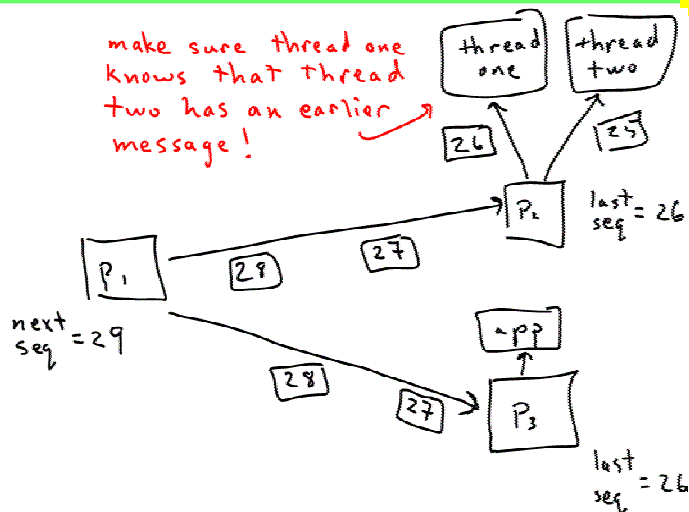 make sure thread one
knows that thread
two has an earlier
message!
thread
one
thread
two
26
25
P2
last
seq = 26
P1
28
27
next
seq = 29
app
28
27
P3
last
seq = 26